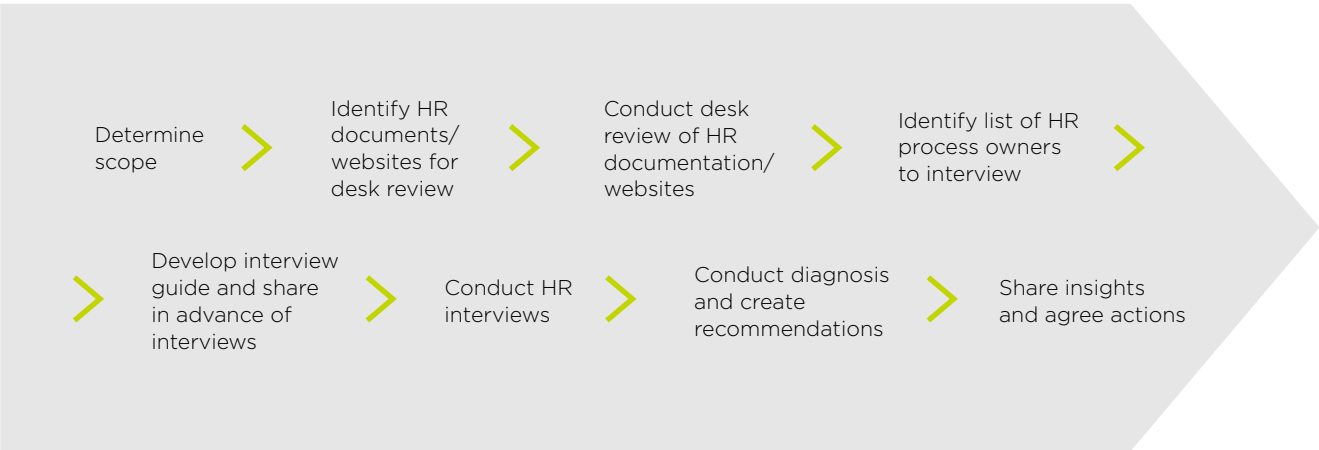 Determine
scope
Identify HR
documents/
websites for
desk review
Conduct desk
review of HR
documentation/
websites
Identify list of HR
process owners
to interview
Develop interview
guide and share
in advance of
interviews
Conduct HR
interviews
Conduct diagnosis
and create
recommendations
Share insights
and agree actions